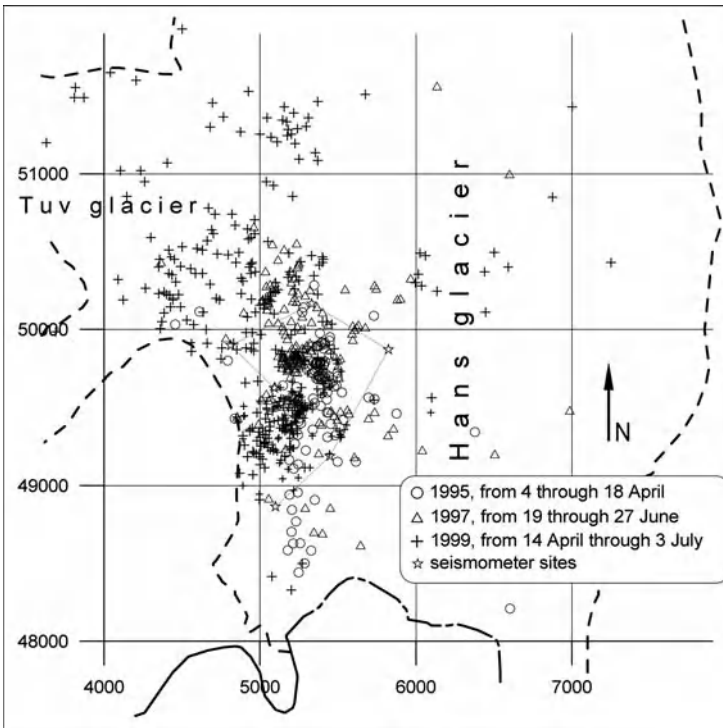 51000
50000
49000
48000
4000 5000 6000 7000
Tuv glacier
Hans glacier
N
1995, from 4 through 18 April
1997, from 19 through 27 June
1999, from 14 April through 3 July
seismometer sites